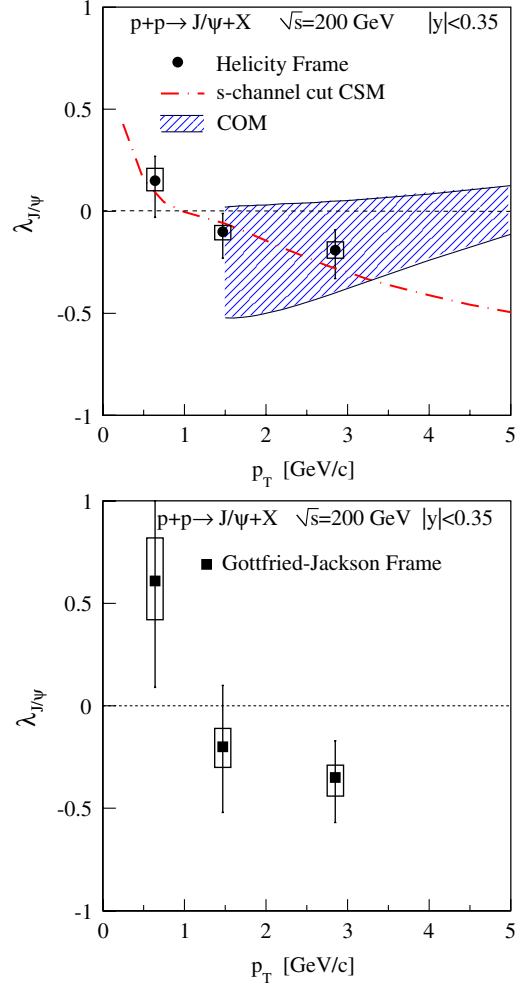 p+p→ J/ψ+X √s=200 GeV |y|<0.35
Helicity Frame
s-channel cut CSM
COM
1
0.5
0
-0.5
-1
λJ/ψ
0 1 2 3 4 5
pT [GeV/c]
p+p→ J/ψ+X √s=200 GeV |y|<0.35
Gottfried-Jackson Frame
1
0.5
0
-0.5
-1
λJ/ψ
0 1 2 3 4 5
pT [GeV/c]